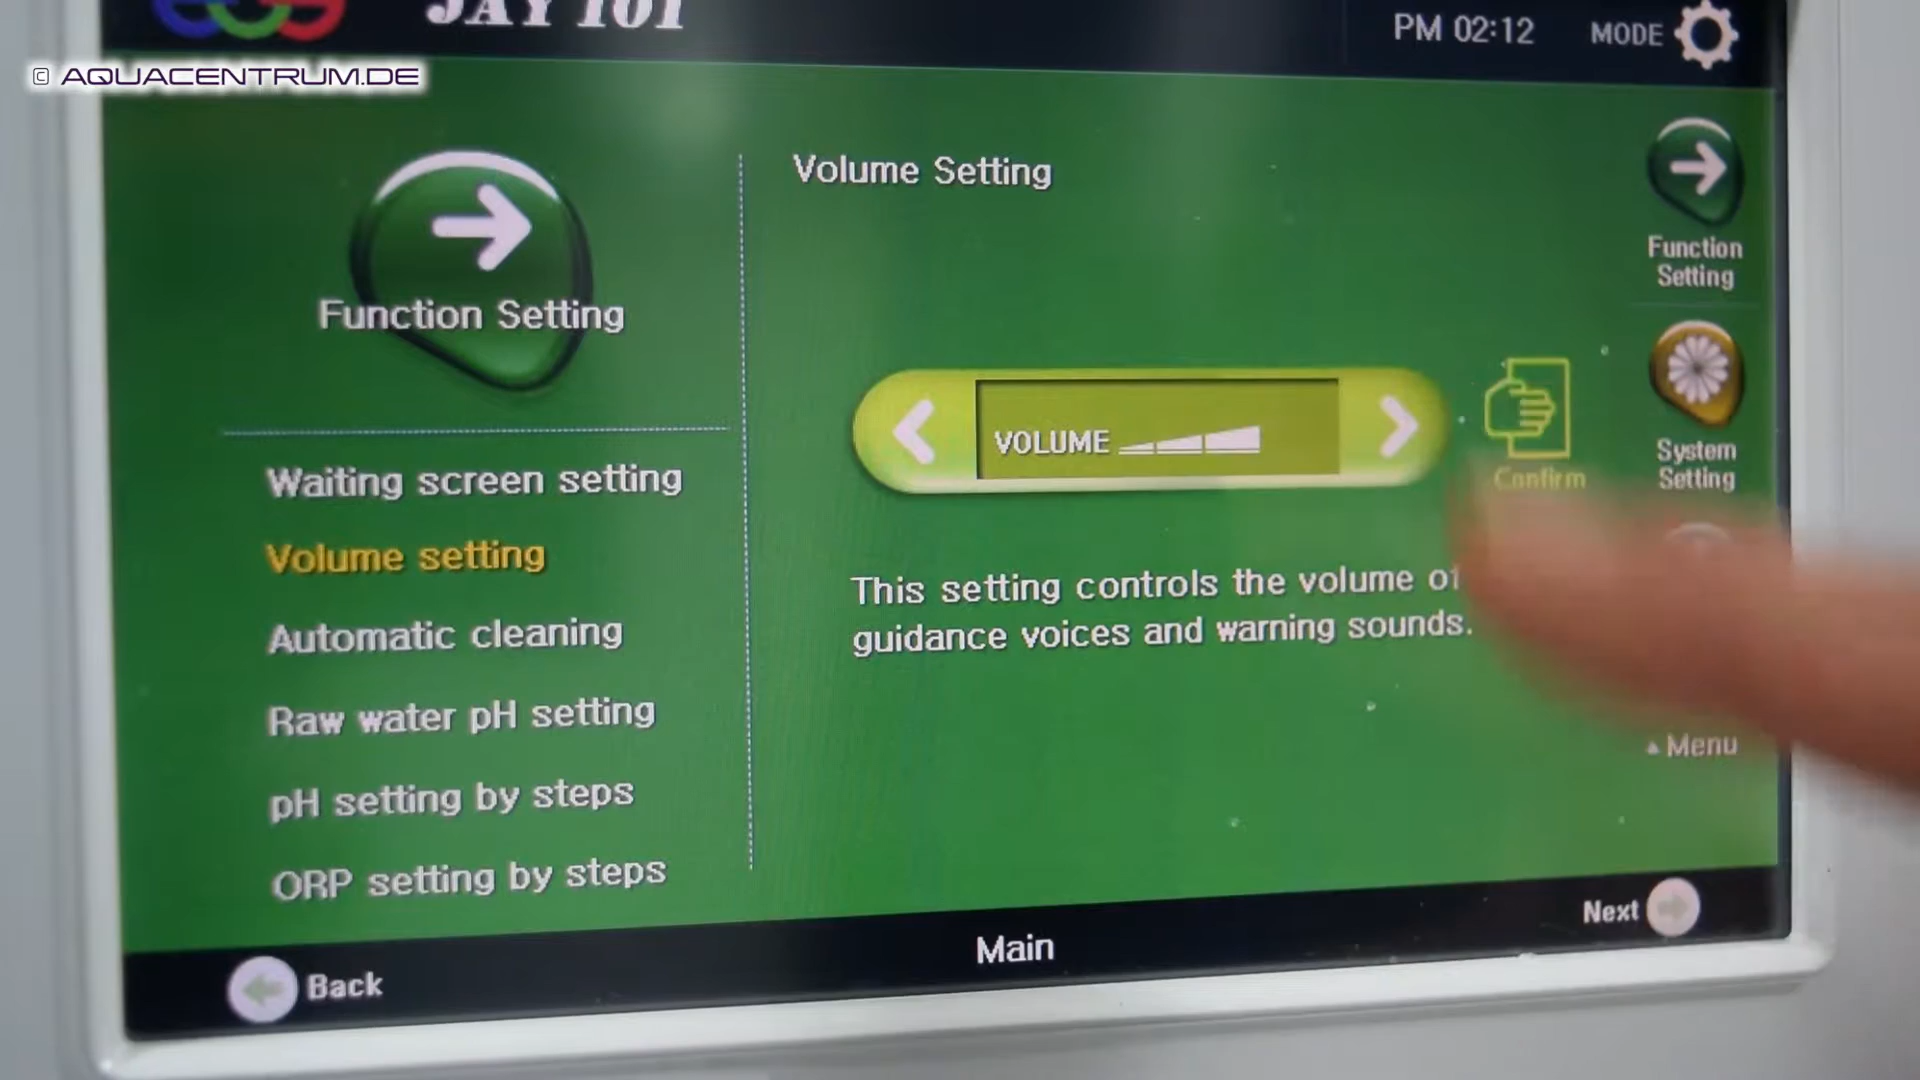 JAY 101
PM 02:12
MODE
© AQUACENTRUM.DE
Function Setting
Waiting screen setting
Volume setting
Automatic cleaning
Raw water pH setting
pH setting by steps
ORP setting by steps
Volume Setting
VOLUME
Confirm
This setting controls the volume of
guidance voices and warning sounds.
Function
Setting
System
Setting
Menu
Back
Main
Next